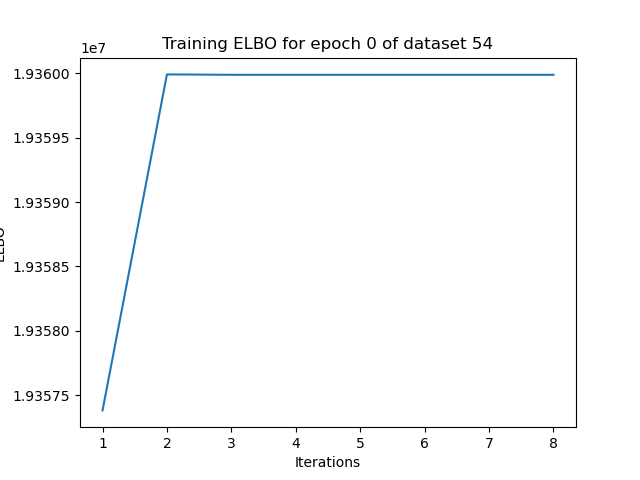 Training ELBO for epoch 0 of dataset 54
1e7
1.93600
1.93595
1.93590
1.93585
1.93580
1.93575
ELBO
1 2 3 4 5 6 7 8
Iterations